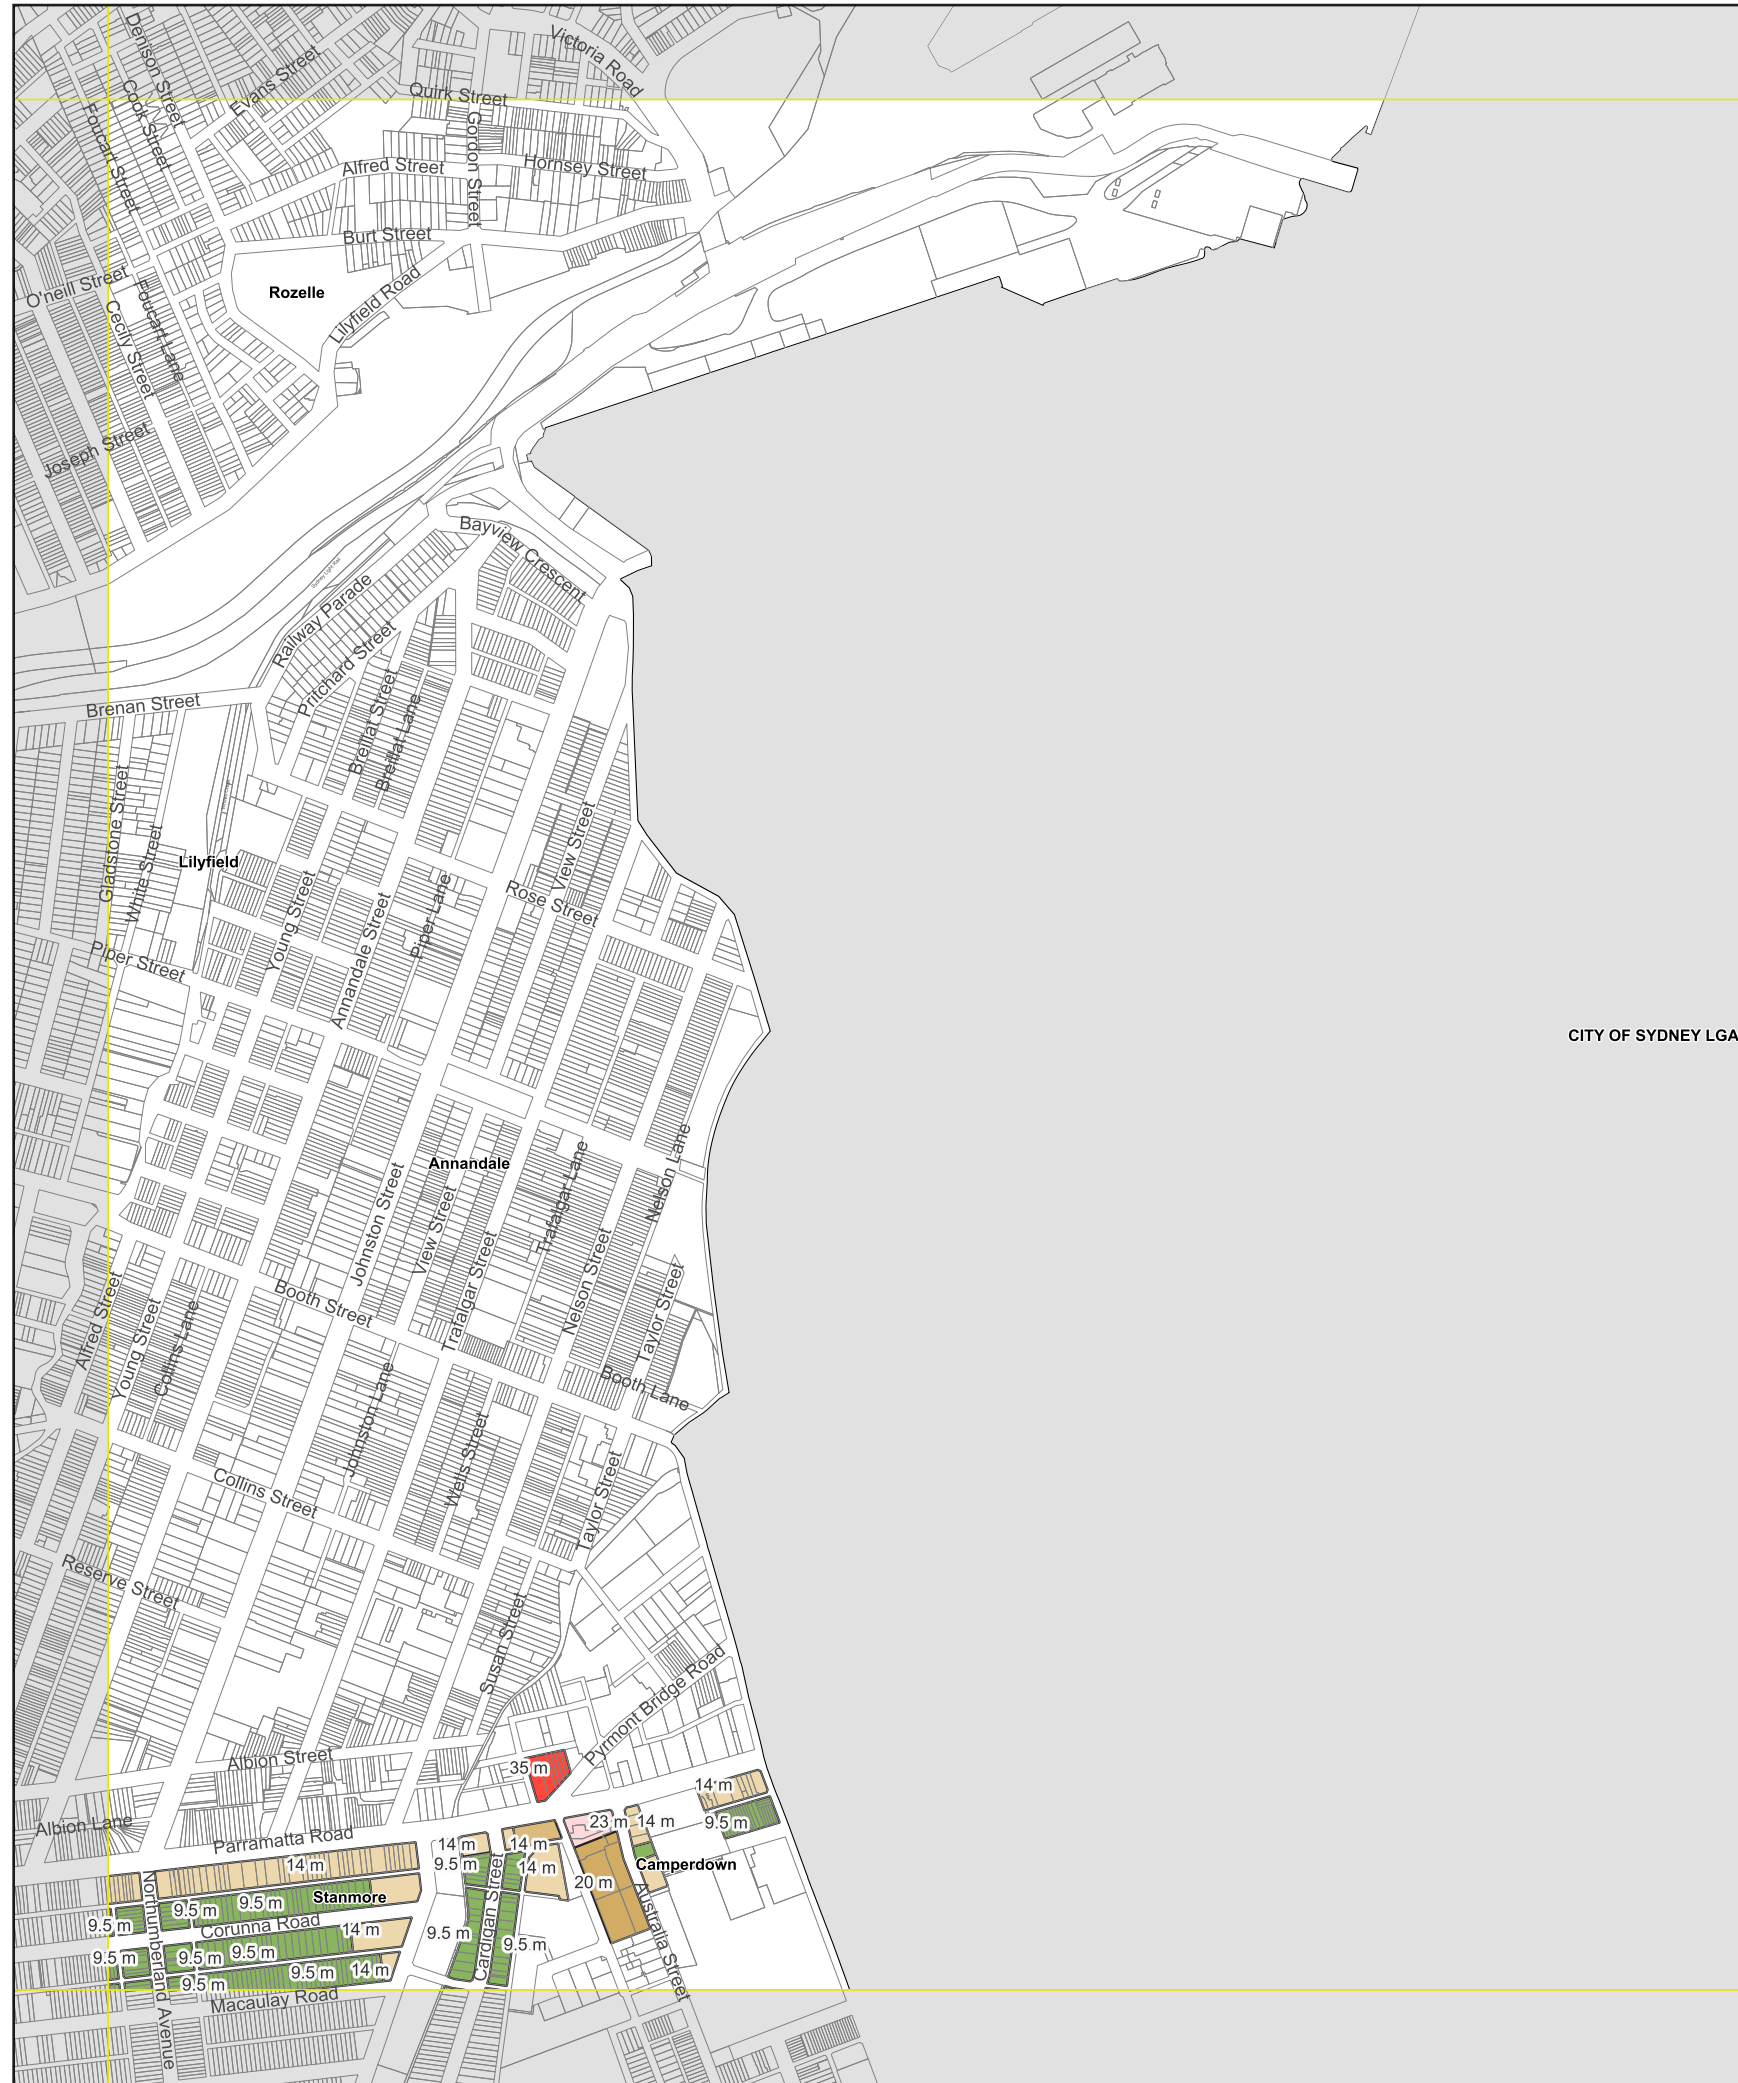 Denison Street
Victoria Road
Evans Street
Cook Street
Quirk Street
Foucart Street
Gordon Street
Alfred Street
Hornsey Street
Burt Street
O'neill Street
Rozelle
Lilyfield Road
Foucart Lane
Cecily Street
Joseph Street
Bayview Crescent
Sydney Light Rail
Railway Parade
Pritchard Street
Brenan Street
Breillat Street
Breillat Lane
Gladstone Street
White Street
View Street
Lilyfield
Rose Street
Young Street
Annandale Street
Piper Lane
Piper Street
CITY OF SYDNEY LGA
Annandale
Nelson Lane
Trafalgar Lane
Johnston Street
View Street
Trafalgar Street
Nelson Street
Taylor Street
Booth Street
Alfred Street
Young Street
Collins Lane
Booth Lane
Johnston Lane
Wells Street
Collins Street
Taylor Street
Reserve Street
Susan Street
Pyrmont Bridge Road
Albion Street
35 m
14 m
Albion Lane
Parramatta Road
23 m
14 m
9.5 m
14 m
14 m
14 m
9.5 m
14 m
Camperdown
20 m
Stanmore
Northumberland Avenue
9.5 m
9.5 m
9.5 m
Corunna Road
14 m
9.5 m
Cardigan Street
9.5 m
Australia Street
9.5 m
9.5 m
9.5 m
9.5 m
9.5 m
14 m
Macaulay Road